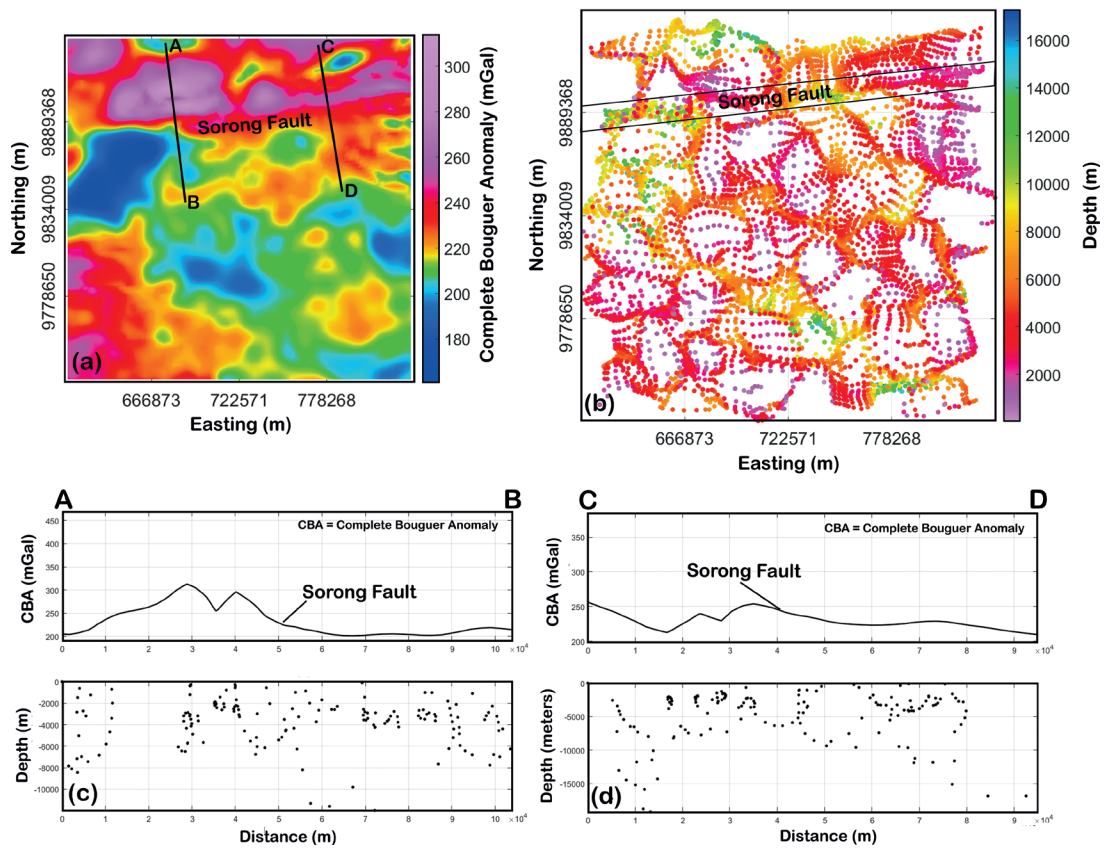 A
C
Sorong Fault
B
D
(a)
9889368
9834009
9778650
Northing (m)
666873 722571 778268
Easting (m)
300
280
260
240
220
200
180
Complete Bouguer Anomaly (mGal)
Sorong Fault
(b)
9889368
9834009
9778650
Northing (m)
666873 722571 778268
Easting (m)
16000
14000
12000
10000
8000
6000
4000
2000
Depth (m)
A B
CBA = Complete Bouguer Anomaly
Sorong Fault
450
400
350
300
250
200
CBA (mGal)
0 1 2 3 4 5 6 7 8 9 10 ×10⁴
0
-2000
-4000
-6000
-8000
-10000
Depth (m)
(c)
0 1 2 3 4 5 6 7 8 9 10 ×10⁴
Distance (m)
C D
CBA = Complete Bouguer Anomaly
Sorong Fault
350
300
250
200
CBA (mGal)
0 1 2 3 4 5 6 7 8 9 ×10⁴
0
-5000
-10000
-15000
Depth (meters)
(d)
0 1 2 3 4 5 6 7 8 9 ×10⁴
Distance (m)